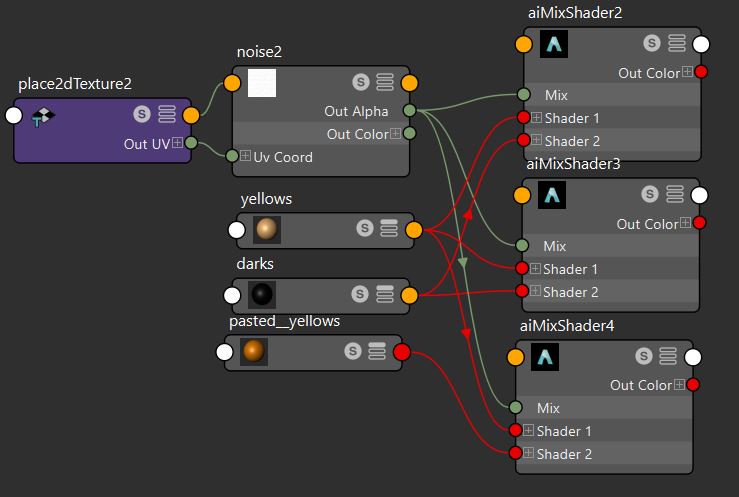 aiMixShader2
noise2
place2dTexture2
S
S
S
Out Color
Out Alpha
Mix
Out Color
Shader 1
Out UV
Uv Coord
Shader 2
aiMixShader3
S
yellows
S
Out Color
darks
Mix
S
Shader 1
Shader 2
pasted__yellows
aiMixShader4
S
S
Out Color
Mix
Shader 1
Shader 2